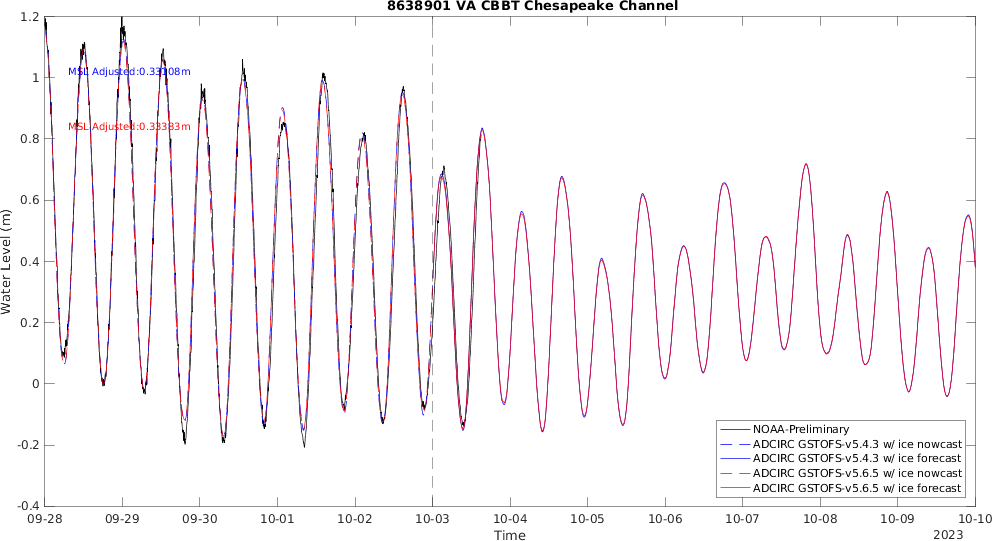 8638901 VA CBBT Chesapeake Channel
1.2
1
0.8
0.6
0.4
0.2
0
-0.2
-0.4
Water Level (m)
MSL Adjusted:0.33108m
MSL Adjusted:0.33383m
NOAA-Preliminary
ADCIRC GSTOFS-v5.4.3 w/ ice nowcast
ADCIRC GSTOFS-v5.4.3 w/ ice forecast
ADCIRC GSTOFS-v5.6.5 w/ ice nowcast
ADCIRC GSTOFS-v5.6.5 w/ ice forecast
09-28 09-29 09-30 10-01 10-02 10-03 10-04 10-05 10-06 10-07 10-08 10-09 10-10
Time
2023